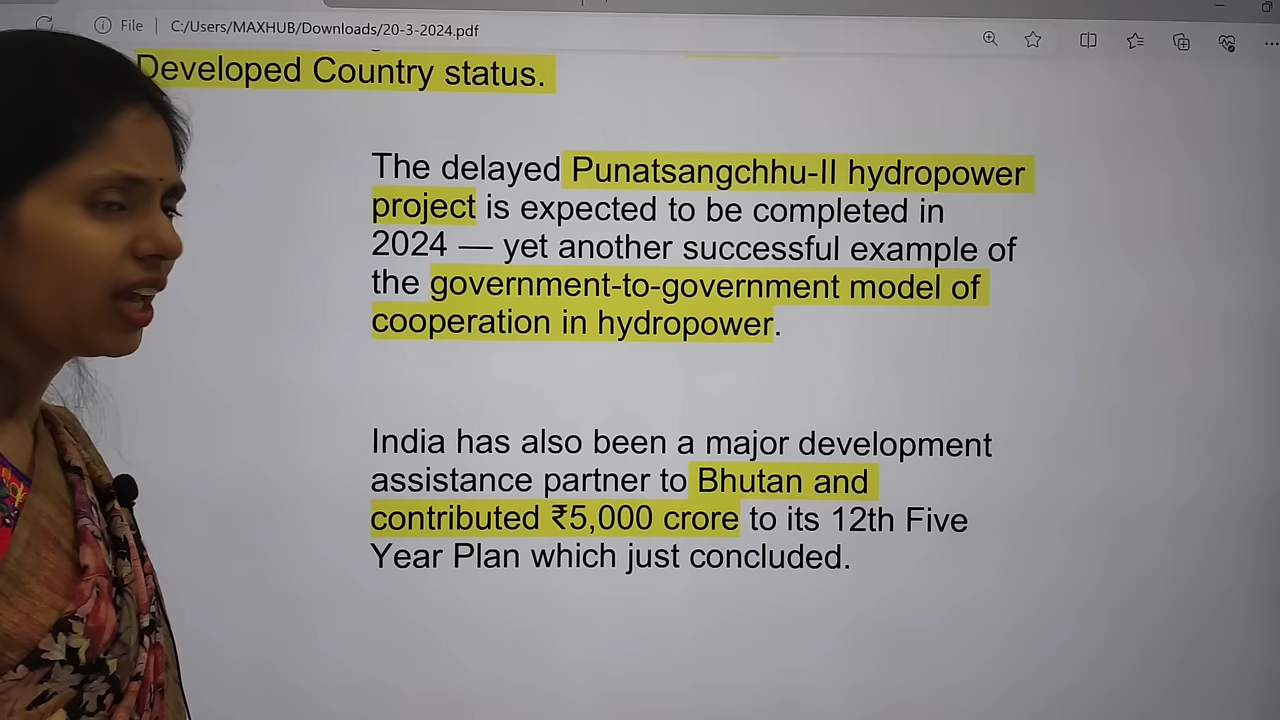 File | C:/Users/MAXHUB/Downloads/20-3-2024.pdf
Developed Country status.
The delayed Punatsangchhu-II hydropower
project is expected to be completed in
2024 — yet another successful example of
the government-to-government model of
cooperation in hydropower.
India has also been a major development
assistance partner to Bhutan and
contributed ₹5,000 crore to its 12th Five
Year Plan which just concluded.